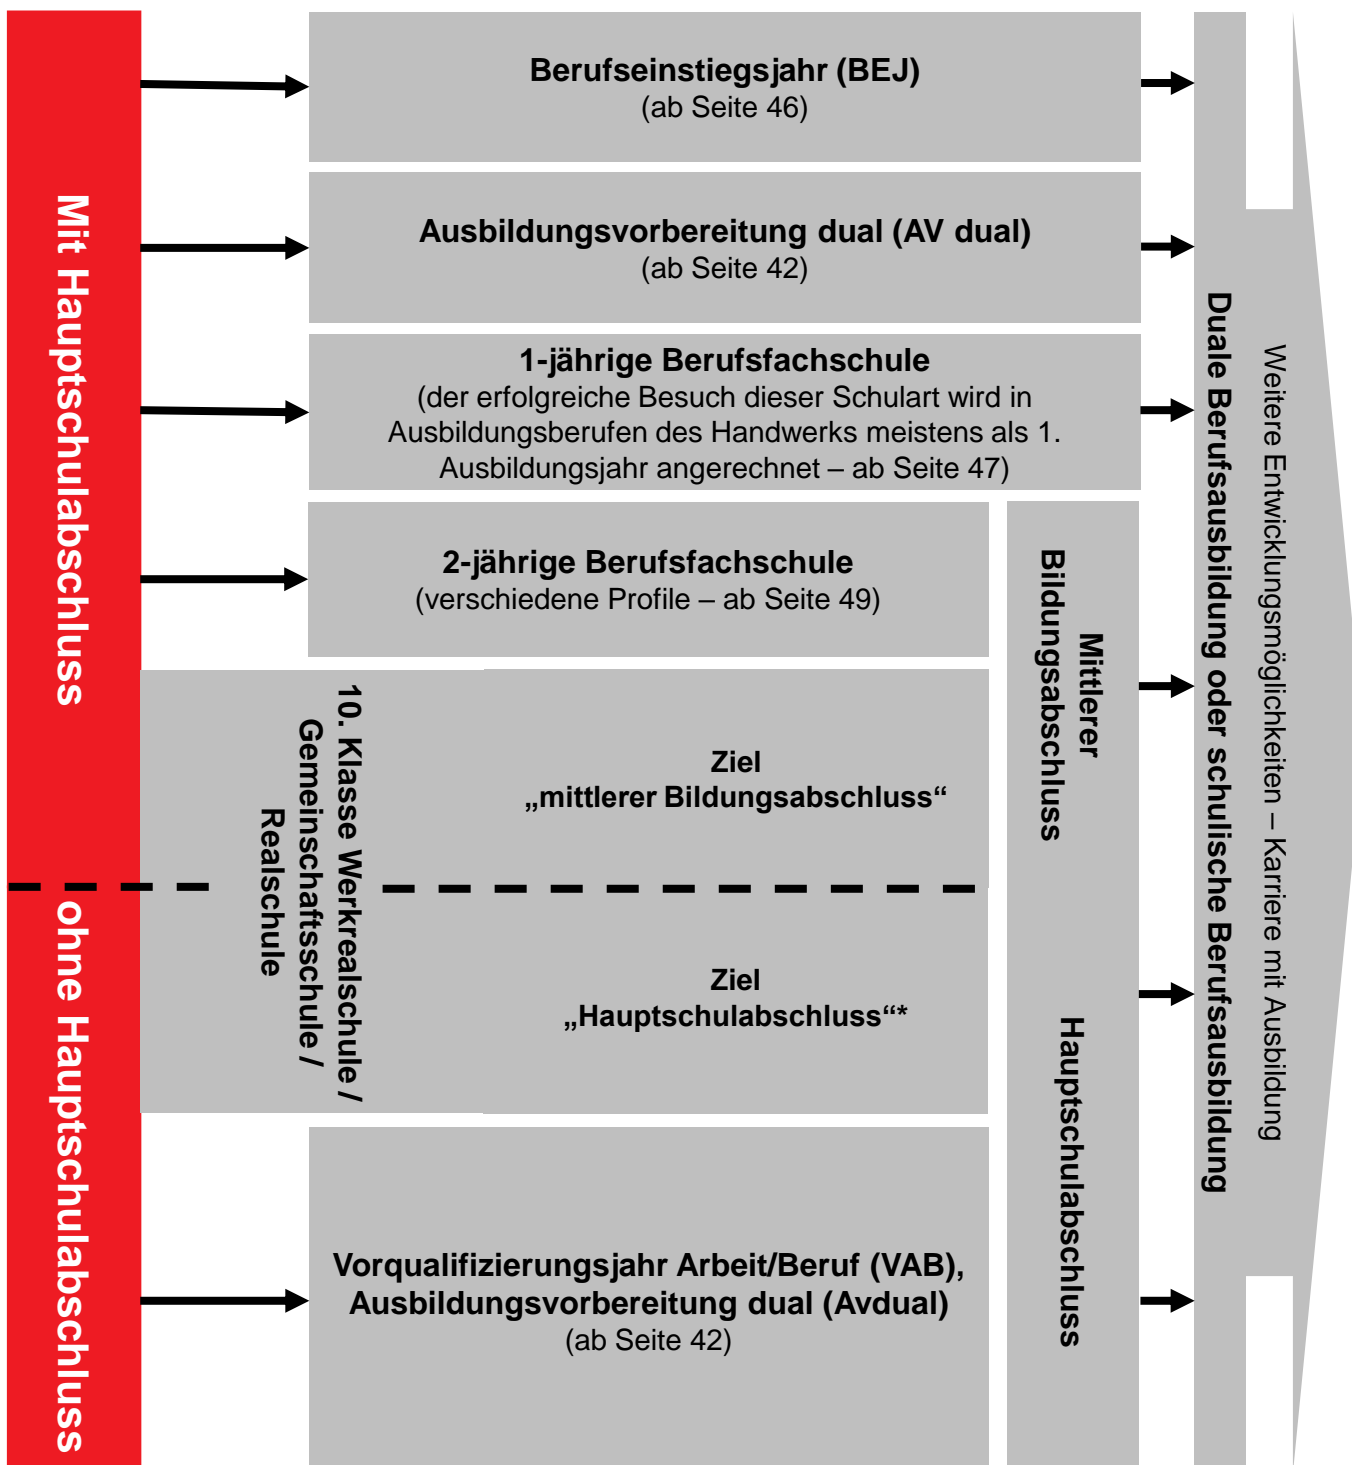 Mit Hauptschulabschluss
ohne Hauptschulabschluss
Berufseinstiegsjahr (BEJ)
(ab Seite 46)
Ausbildungsvorbereitung dual (AV dual)
(ab Seite 42)
1-jährige Berufsfachschule
(der erfolgreiche Besuch dieser Schulart wird in
Ausbildungsberufen des Handwerks meistens als 1.
Ausbildungsjahr angerechnet – ab Seite 47)
2-jährige Berufsfachschule
(verschiedene Profile – ab Seite 49)
10. Klasse Werkrealschule /
Gemeinschaftsschule /
Realschule
Ziel
„mittlerer Bildungsabschluss“
Ziel
„Hauptschulabschluss“*
Vorqualifizierungsjahr Arbeit/Beruf (VAB),
Ausbildungsvorbereitung dual (Avdual)
(ab Seite 42)
Mittlerer
Bildungsabschluss
Hauptschulabschluss
Duale Berufsausbildung oder schulische Berufsausbildung
Weitere Entwicklungsmöglichkeiten – Karriere mit Ausbildung